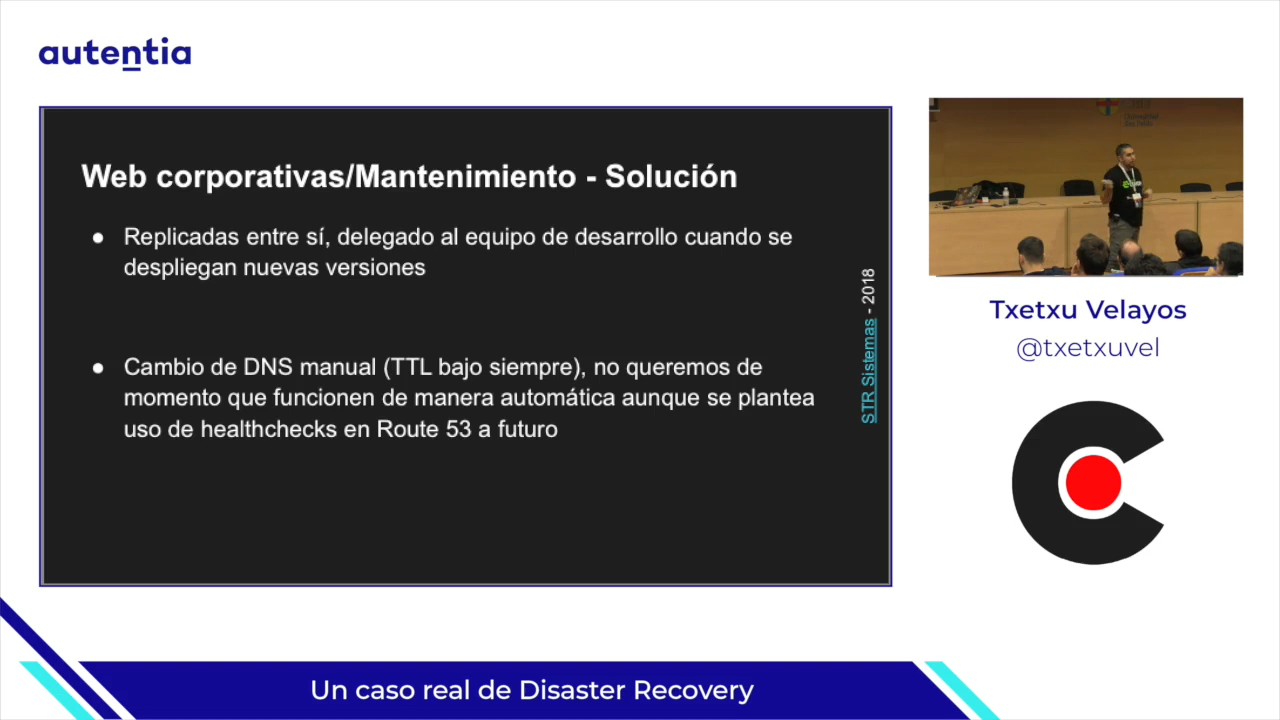 autentia
Web corporativas/Mantenimiento - Solución
● Replicadas entre sí, delegado al equipo de desarrollo cuando se
despliegan nuevas versiones
● Cambio de DNS manual (TTL bajo siempre), no queremos de
momento que funcionen de manera automática aunque se plantea
uso de healthchecks en Route 53 a futuro
STR Sistemas - 2018
Txetxu Velayos
@txetxuvel
Un caso real de Disaster Recovery